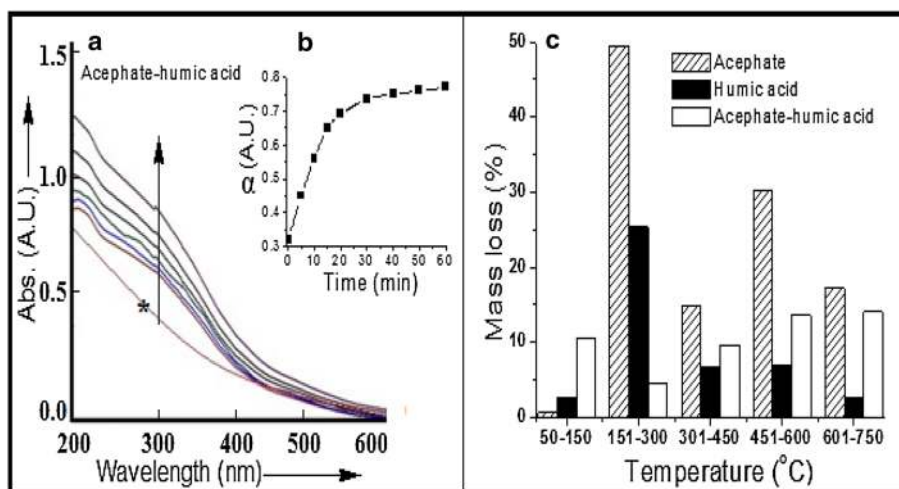 a
Acephate-humic acid
*
Abs. (A.U.)
1.5
1.0
0.5
0.0
200 300 400 500 600
Wavelength (nm)
b
α (A.U.)
0.8
0.7
0.6
0.5
0.4
0.3
0 10 20 30 40 50 60
Time (min)
c
Acephate
Humic acid
Acephate-humic acid
Mass loss (%)
50
40
30
20
10
0
50-150 151-300 301-450 451-600 601-750
Temperature (°C)